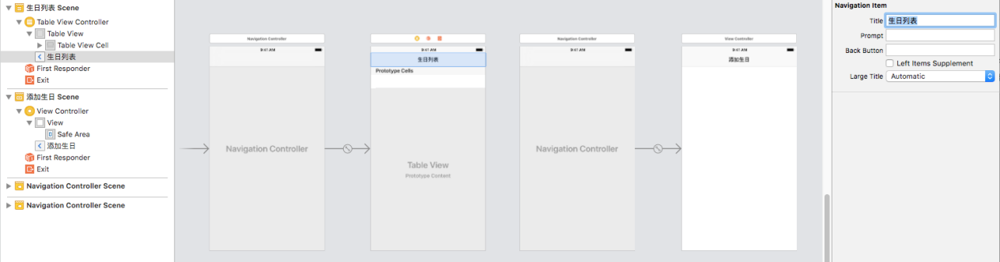 生日列表 Scene
Table View Controller
Table View
Table View Cell
生日列表
First Responder
Exit
添加生日 Scene
View Controller
View
Safe Area
添加生日
First Responder
Exit
Navigation Controller Scene
Navigation Controller Scene
Navigation Controller
9:41 AM
Navigation Controller
9:41 AM
生日列表
Prototype Cells
Table View
Prototype Content
Navigation Controller
9:41 AM
Navigation Controller
View Controller
9:41 AM
添加生日
Navigation Item
Title 生日列表
Prompt
Back Button
Left Items Supplement
Large Title Automatic